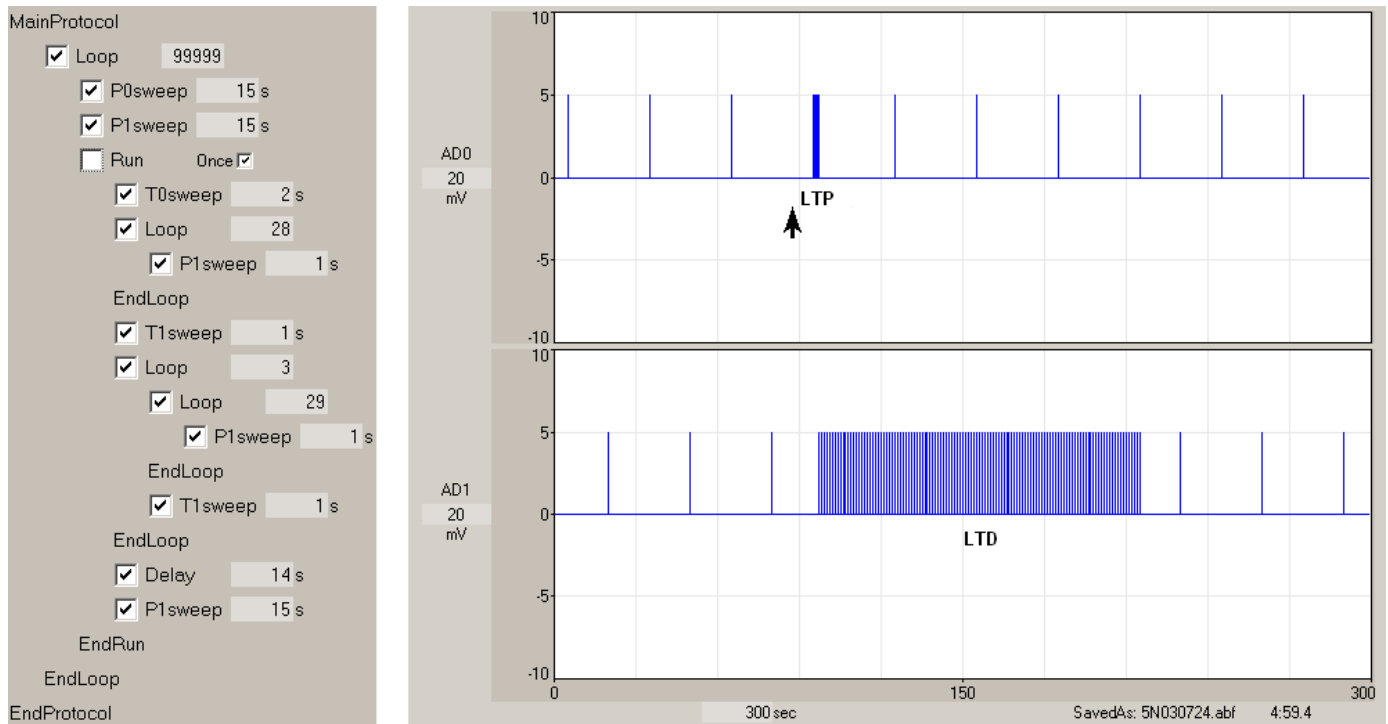 MainProtocol
Loop 99999
P0sweep 15 s
P1sweep 15 s
Run Once
T0sweep 2 s
Loop 28
P1sweep 1 s
EndLoop
T1sweep 1 s
Loop 3
Loop 29
P1sweep 1 s
EndLoop
T1sweep 1 s
EndLoop
Delay 14 s
P1sweep 15 s
EndRun
EndLoop
EndProtocol
10
5
AD0
20
mV
0
LTP
-5
-10
10
5
AD1
20
mV
0
LTD
-5
-10
0 150 300
300 sec SavedAs: 5N030724.abf 4:59.4